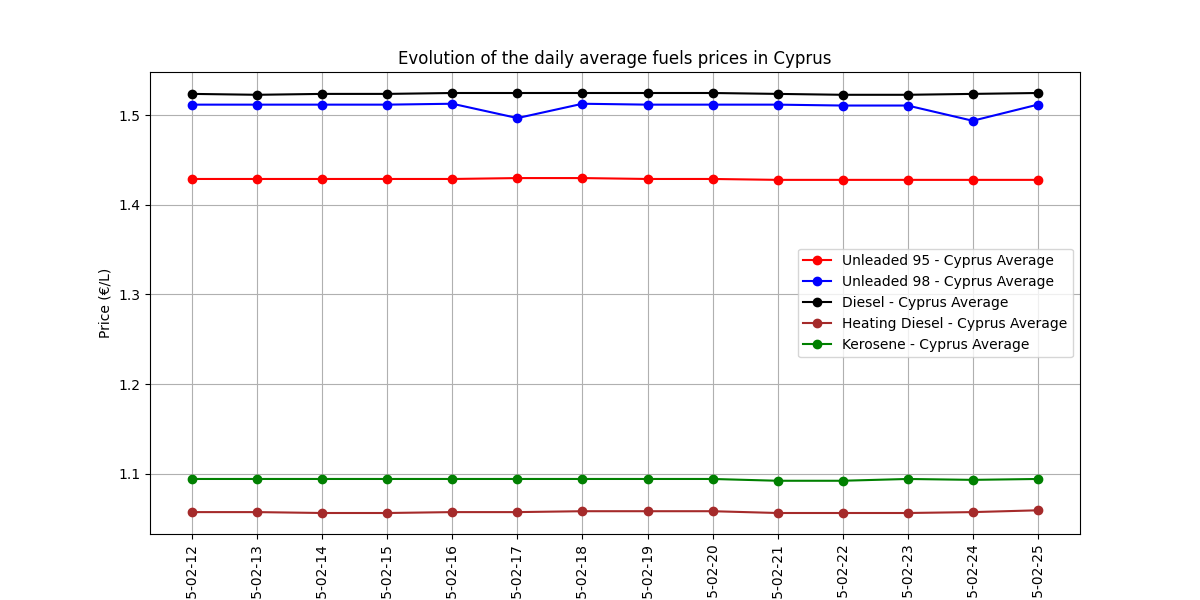 Evolution of the daily average fuels prices in Cyprus
Price (€/L)
1.5
1.4
1.3
1.2
1.1
Unleaded 95 - Cyprus Average
Unleaded 98 - Cyprus Average
Diesel - Cyprus Average
Heating Diesel - Cyprus Average
Kerosene - Cyprus Average
5-02-12
5-02-13
5-02-14
5-02-15
5-02-16
5-02-17
5-02-18
5-02-19
5-02-20
5-02-21
5-02-22
5-02-23
5-02-24
5-02-25